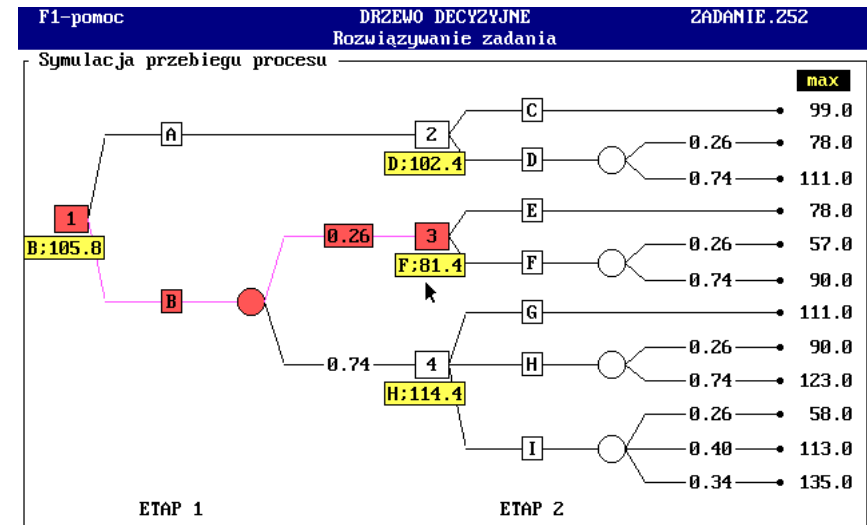 F1-pomoc DRZEWO DECYZYJNE ZADANIE.Z52
Rozwiązywanie zadania
Symulacja przebiegu procesu
max
C 99.0
A 2 0.26 78.0
D;102.4 D
0.74 111.0
1 E 78.0
B;105.8 0.26 3 0.26 57.0
F;81.4 F
0.74 90.0
B G 111.0
0.26 90.0
0.74 4 H
H;114.4 0.74 123.0
0.26 58.0
I 0.40 113.0
0.34 135.0
ETAP 1 ETAP 2